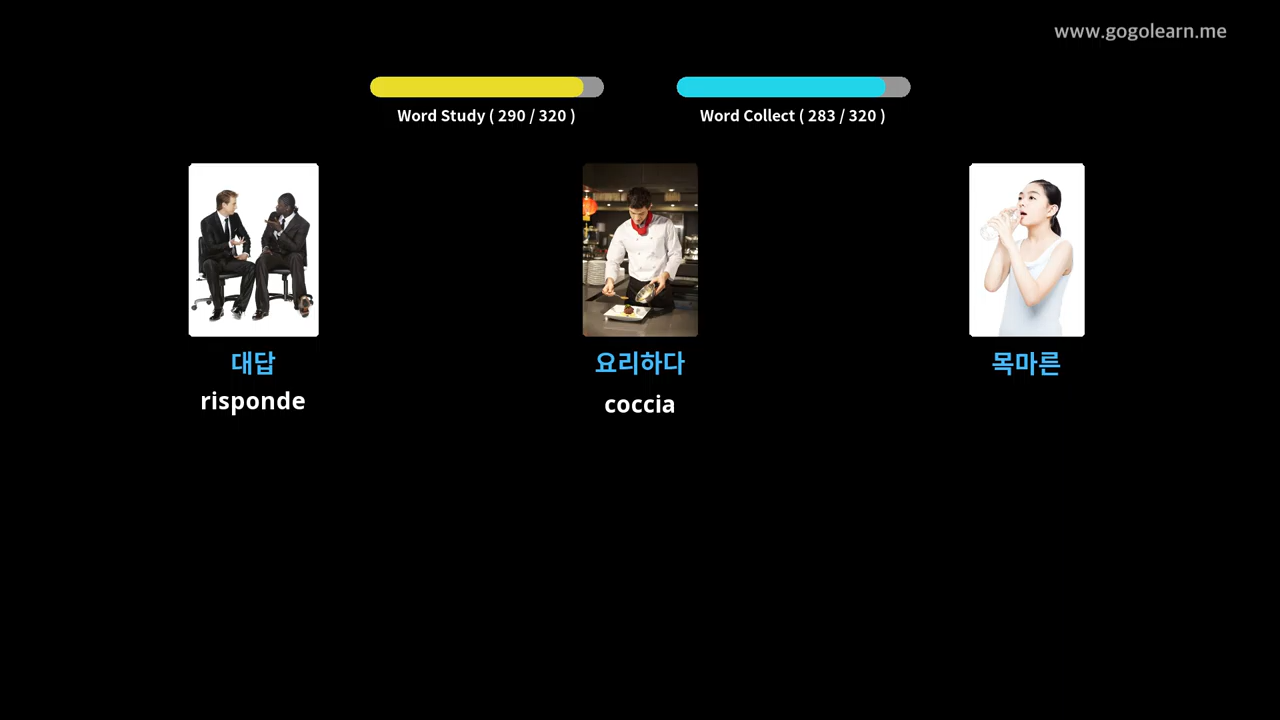 www.gogolearn.me
Word Study ( 290 / 320 )
Word Collect ( 283 / 320 )
대답
risponde
요리하다
coccia
목마른